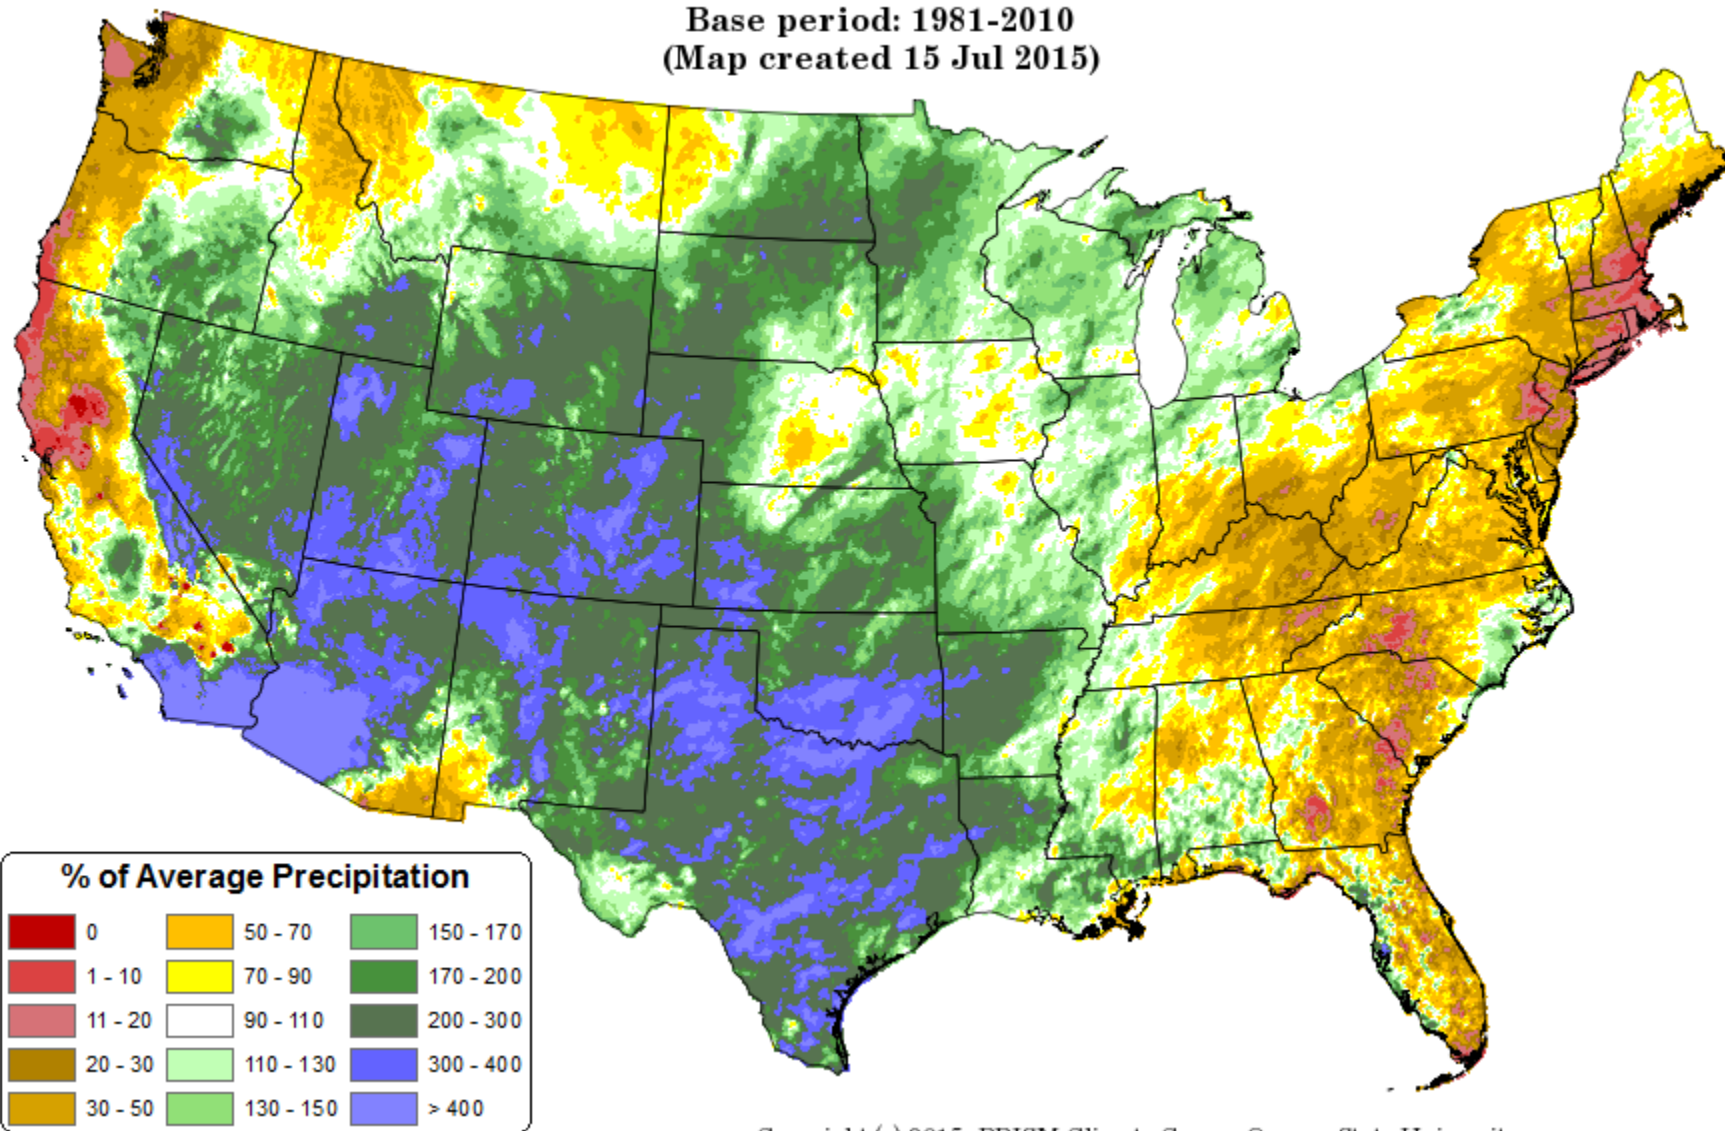 Base period: 1981-2010
(Map created 15 Jul 2015)
% of Average Precipitation
0
1 - 10
11 - 20
20 - 30
30 - 50
50 - 70
70 - 90
90 - 110
110 - 130
130 - 150
150 - 170
170 - 200
200 - 300
300 - 400
> 400